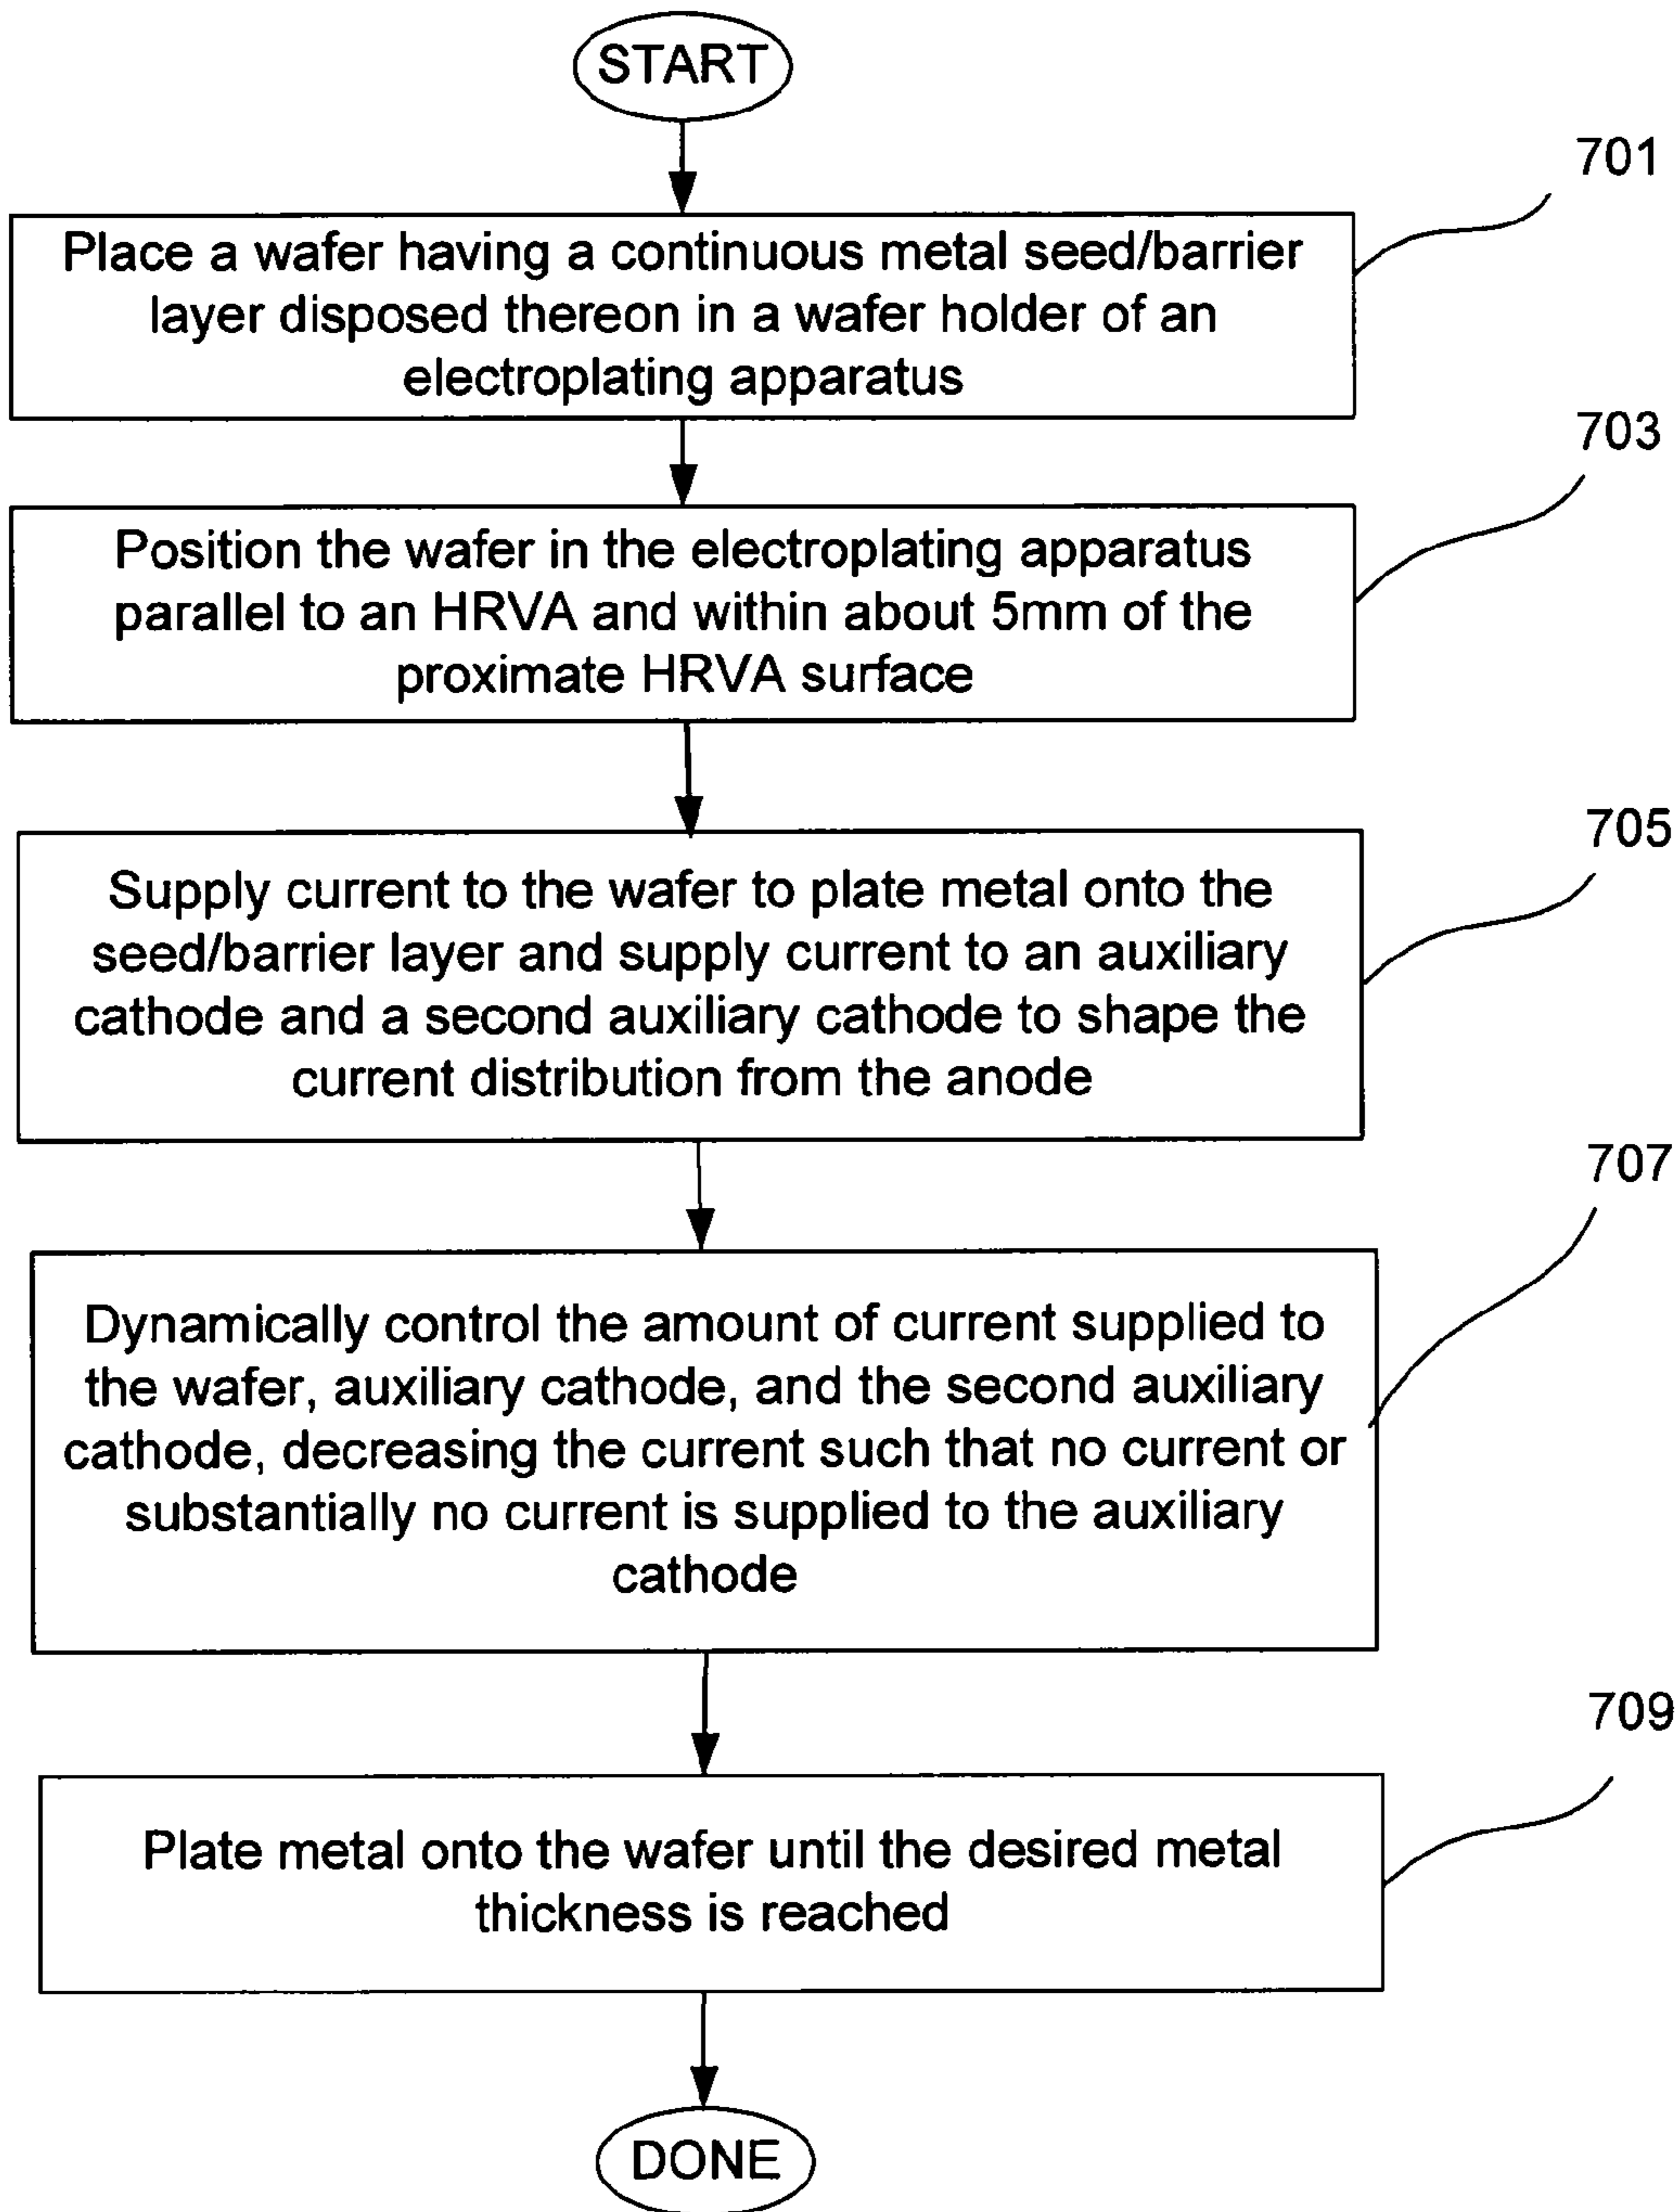 START
701
Place a wafer having a continuous metal seed/barrier
layer disposed thereon in a wafer holder of an
electroplating apparatus
703
Position the wafer in the electroplating apparatus
parallel to an HRVA and within about 5mm of the
proximate HRVA surface
705
Supply current to the wafer to plate metal onto the
seed/barrier layer and supply current to an auxiliary
cathode and a second auxiliary cathode to shape the
current distribution from the anode
707
Dynamically control the amount of current supplied to
the wafer, auxiliary cathode, and the second auxiliary
cathode, decreasing the current such that no current or
substantially no current is supplied to the auxiliary
cathode
709
Plate metal onto the wafer until the desired metal
thickness is reached
DONE